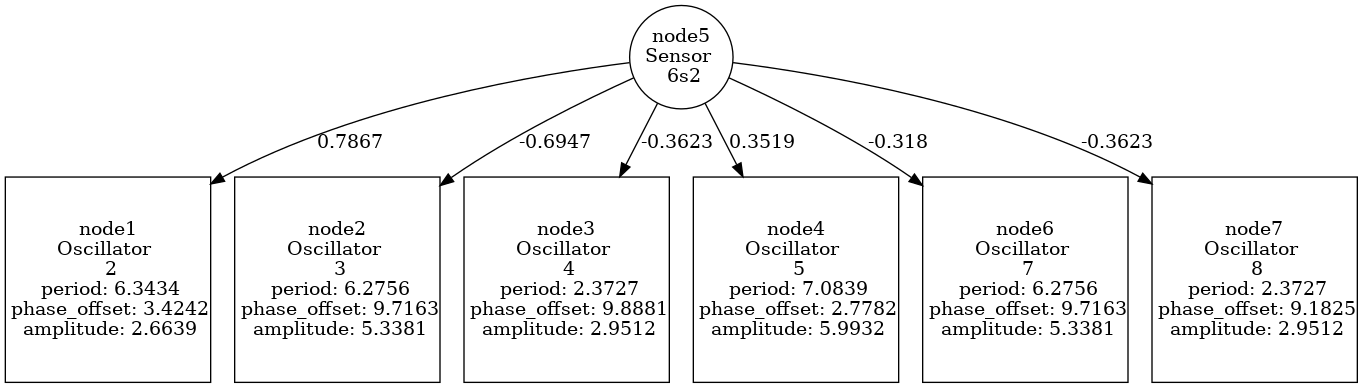 node5
Sensor
6s2
0.7867
-0.6947
-0.3623
0.3519
-0.318
-0.3623
node1
Oscillator
2
period: 6.3434
phase_offset: 3.4242
amplitude: 2.6639
node2
Oscillator
3
period: 6.2756
phase_offset: 9.7163
amplitude: 5.3381
node3
Oscillator
4
period: 2.3727
phase_offset: 9.8881
amplitude: 2.9512
node4
Oscillator
5
period: 7.0839
phase_offset: 2.7782
amplitude: 5.9932
node6
Oscillator
7
period: 6.2756
phase_offset: 9.7163
amplitude: 5.3381
node7
Oscillator
8
period: 2.3727
phase_offset: 9.1825
amplitude: 2.9512